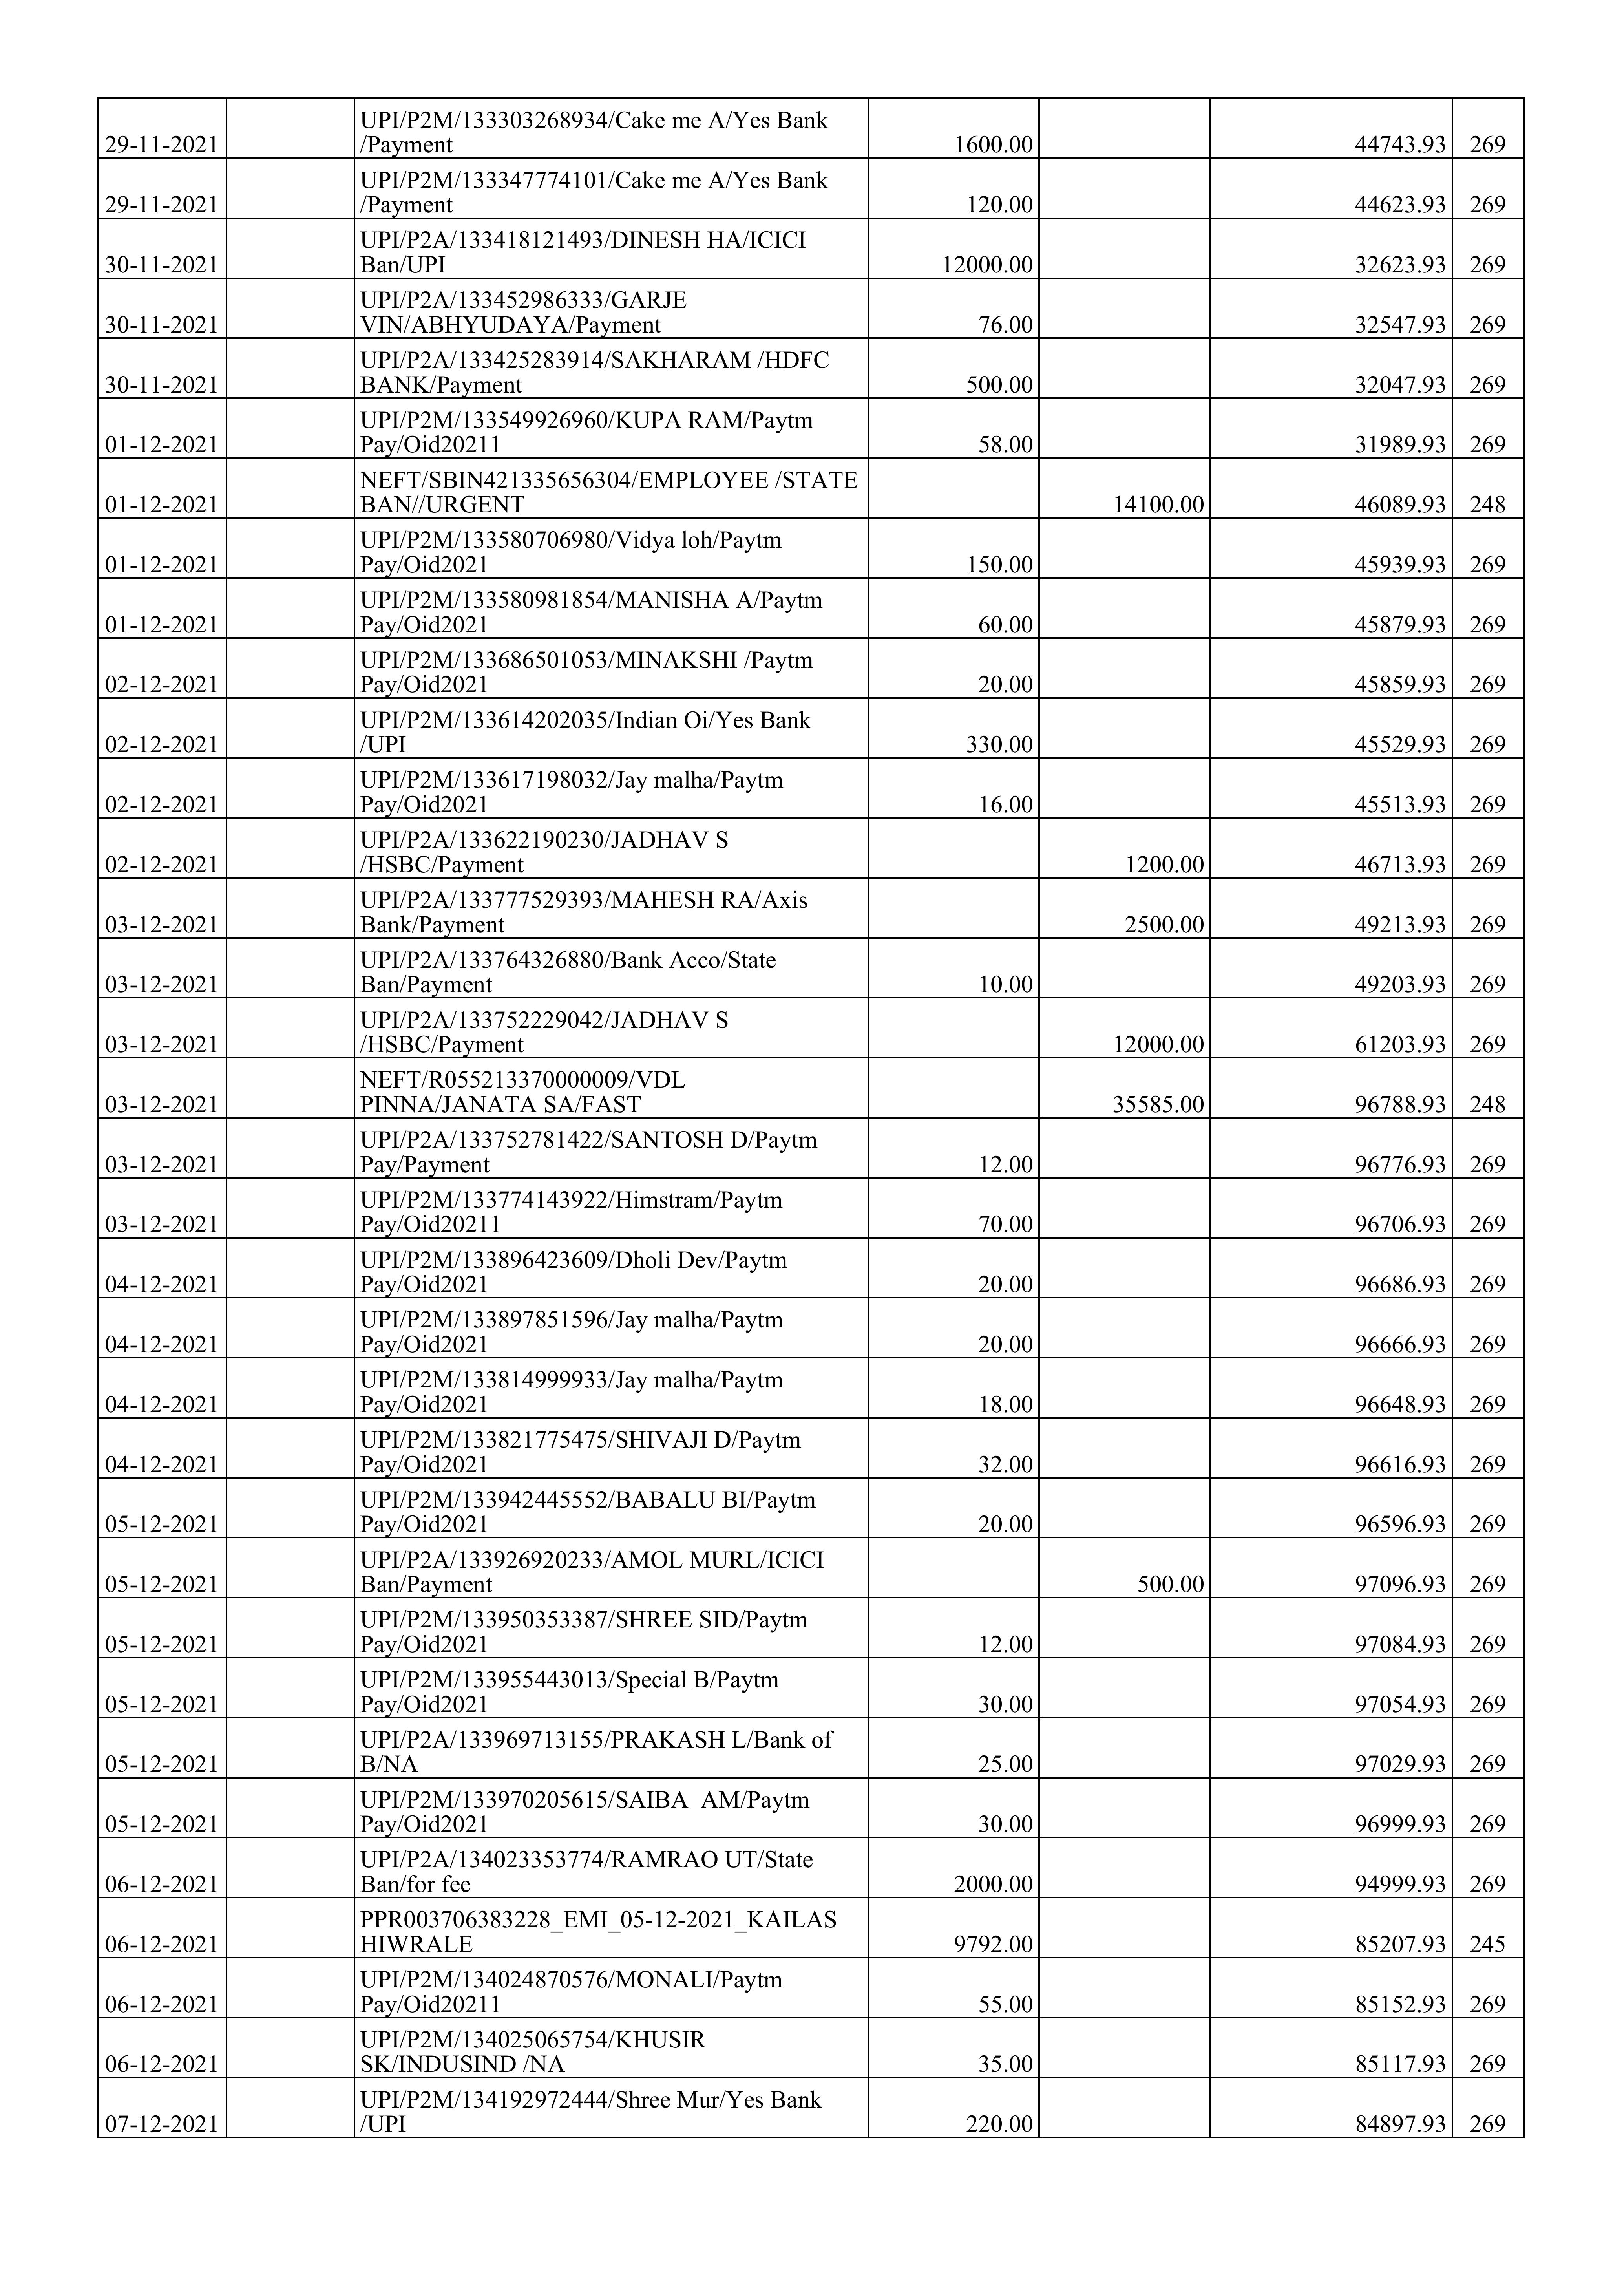 UPI/P2M/133303268934/Cake me A/Yes Bank
29-11-2021 /Payment 1600.00 44743.93 269
UPI/P2M/133347774101/Cake me A/Yes Bank
29-11-2021 /Payment 120.00 44623.93 269
UPI/P2A/133418121493/DINESH HA/ICICI
30-11-2021 Ban/UPI 12000.00 32623.93 269
UPI/P2A/133452986333/GARJE
30-11-2021 VIN/ABHYUDAYA/Payment 76.00 32547.93 269
UPI/P2A/133425283914/SAKHARAM /HDFC
30-11-2021 BANK/Payment 500.00 32047.93 269
UPI/P2M/133549926960/KUPA RAM/Paytm
01-12-2021 Pay/Oid20211 58.00 31989.93 269
NEFT/SBIN421335656304/EMPLOYEE /STATE
01-12-2021 BAN//URGENT 14100.00 46089.93 248
UPI/P2M/133580706980/Vidya loh/Paytm
01-12-2021 Pay/Oid2021 150.00 45939.93 269
UPI/P2M/133580981854/MANISHA A/Paytm
01-12-2021 Pay/Oid2021 60.00 45879.93 269
UPI/P2M/133686501053/MINAKSHI /Paytm
02-12-2021 Pay/Oid2021 20.00 45859.93 269
UPI/P2M/133614202035/Indian Oi/Yes Bank
02-12-2021 /UPI 330.00 45529.93 269
UPI/P2M/133617198032/Jay malha/Paytm
02-12-2021 Pay/Oid2021 16.00 45513.93 269
UPI/P2A/133622190230/JADHAV S
02-12-2021 /HSBC/Payment 1200.00 46713.93 269
UPI/P2A/133777529393/MAHESH RA/Axis
03-12-2021 Bank/Payment 2500.00 49213.93 269
UPI/P2A/133764326880/Bank Acco/State
03-12-2021 Ban/Payment 10.00 49203.93 269
UPI/P2A/133752229042/JADHAV S
03-12-2021 /HSBC/Payment 12000.00 61203.93 269
NEFT/R055213370000009/VDL
03-12-2021 PINNA/JANATA SA/FAST 35585.00 96788.93 248
UPI/P2A/133752781422/SANTOSH D/Paytm
03-12-2021 Pay/Payment 12.00 96776.93 269
UPI/P2M/133774143922/Himstram/Paytm
03-12-2021 Pay/Oid20211 70.00 96706.93 269
UPI/P2M/133896423609/Dholi Dev/Paytm
04-12-2021 Pay/Oid2021 20.00 96686.93 269
UPI/P2M/133897851596/Jay malha/Paytm
04-12-2021 Pay/Oid2021 20.00 96666.93 269
UPI/P2M/133814999933/Jay malha/Paytm
04-12-2021 Pay/Oid2021 18.00 96648.93 269
UPI/P2M/133821775475/SHIVAJI D/Paytm
04-12-2021 Pay/Oid2021 32.00 96616.93 269
UPI/P2M/133942445552/BABALU BI/Paytm
05-12-2021 Pay/Oid2021 20.00 96596.93 269
UPI/P2A/133926920233/AMOL MURL/ICICI
05-12-2021 Ban/Payment 500.00 97096.93 269
UPI/P2M/133950353387/SHREE SID/Paytm
05-12-2021 Pay/Oid2021 12.00 97084.93 269
UPI/P2M/133955443013/Special B/Paytm
05-12-2021 Pay/Oid2021 30.00 97054.93 269
UPI/P2A/133969713155/PRAKASH L/Bank of
05-12-2021 B/NA 25.00 97029.93 269
UPI/P2M/133970205615/SAIBA  AM/Paytm
05-12-2021 Pay/Oid2021 30.00 96999.93 269
UPI/P2A/134023353774/RAMRAO UT/State
06-12-2021 Ban/for fee 2000.00 94999.93 269
PPR003706383228_EMI_05-12-2021_KAILAS
06-12-2021 HIWRALE 9792.00 85207.93 245
UPI/P2M/134024870576/MONALI/Paytm
06-12-2021 Pay/Oid20211 55.00 85152.93 269
UPI/P2M/134025065754/KHUSIR
06-12-2021 SK/INDUSIND /NA 35.00 85117.93 269
UPI/P2M/134192972444/Shree Mur/Yes Bank
07-12-2021 /UPI 220.00 84897.93 269